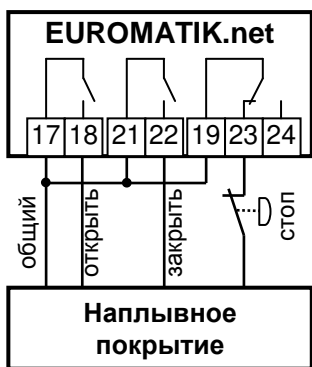 EUROMATIK.net
17 18 21 22 19 23 24
общий
открыть
закрыть
стоп
Наплывное
покрытие